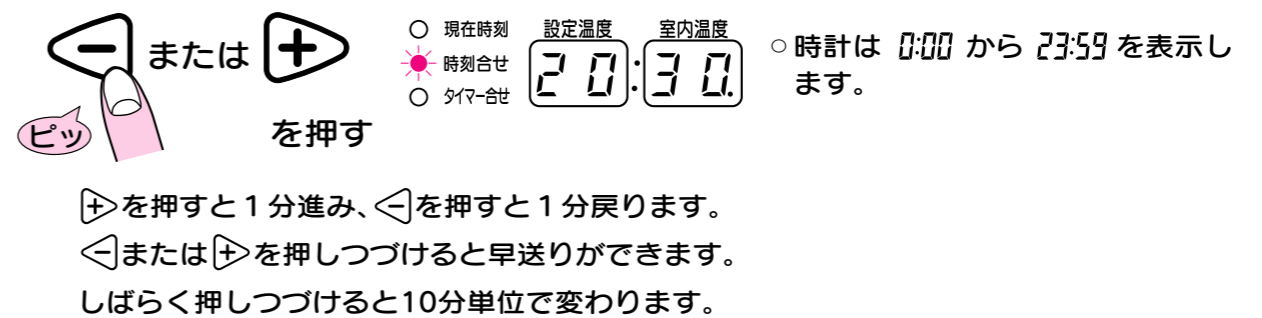 − または + を押す
ピッ
現在時刻
時刻合せ
タイマー合せ
設定温度 室内温度
20:30.
○時計は 0:00 から 23:59 を表示し
ます。
+を押すと1分進み、−を押すと1分戻ります。
−または+を押しつづけると早送りができます。
しばらく押しつづけると10分単位で変わります。